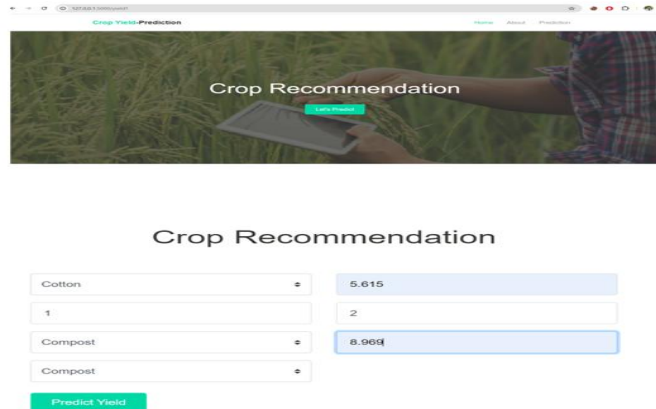 Crop Yield-Prediction
Home About Prediction
Crop Recommendation
Let's Predict
Crop Recommendation
Cotton 5.615
1 2
Compost 8.969
Compost
Predict Yield